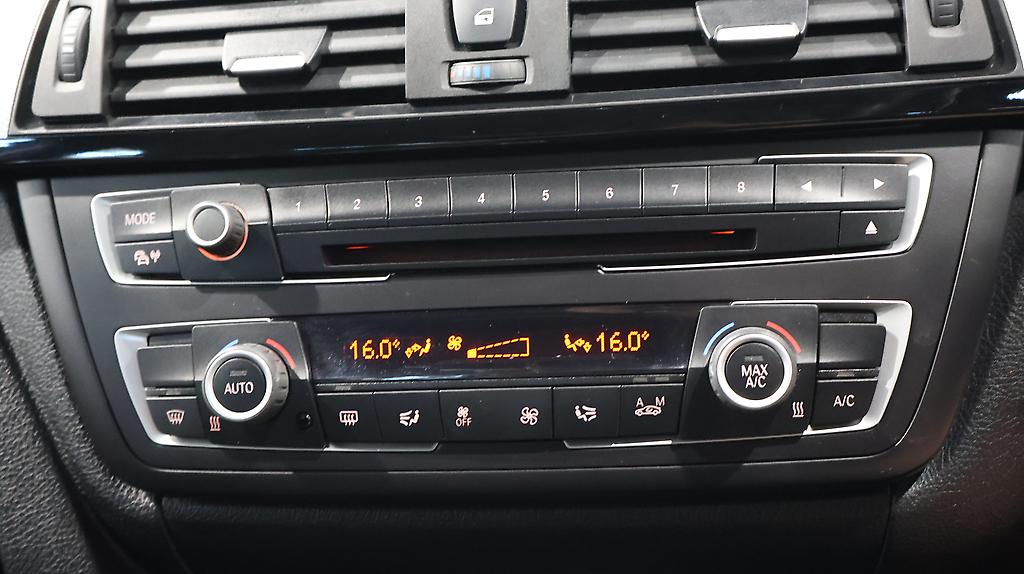 MODE 1 2 3 4 5 6 7 8
16.0° 16.0°
AUTO MAX
A/C
OFF A M A/C